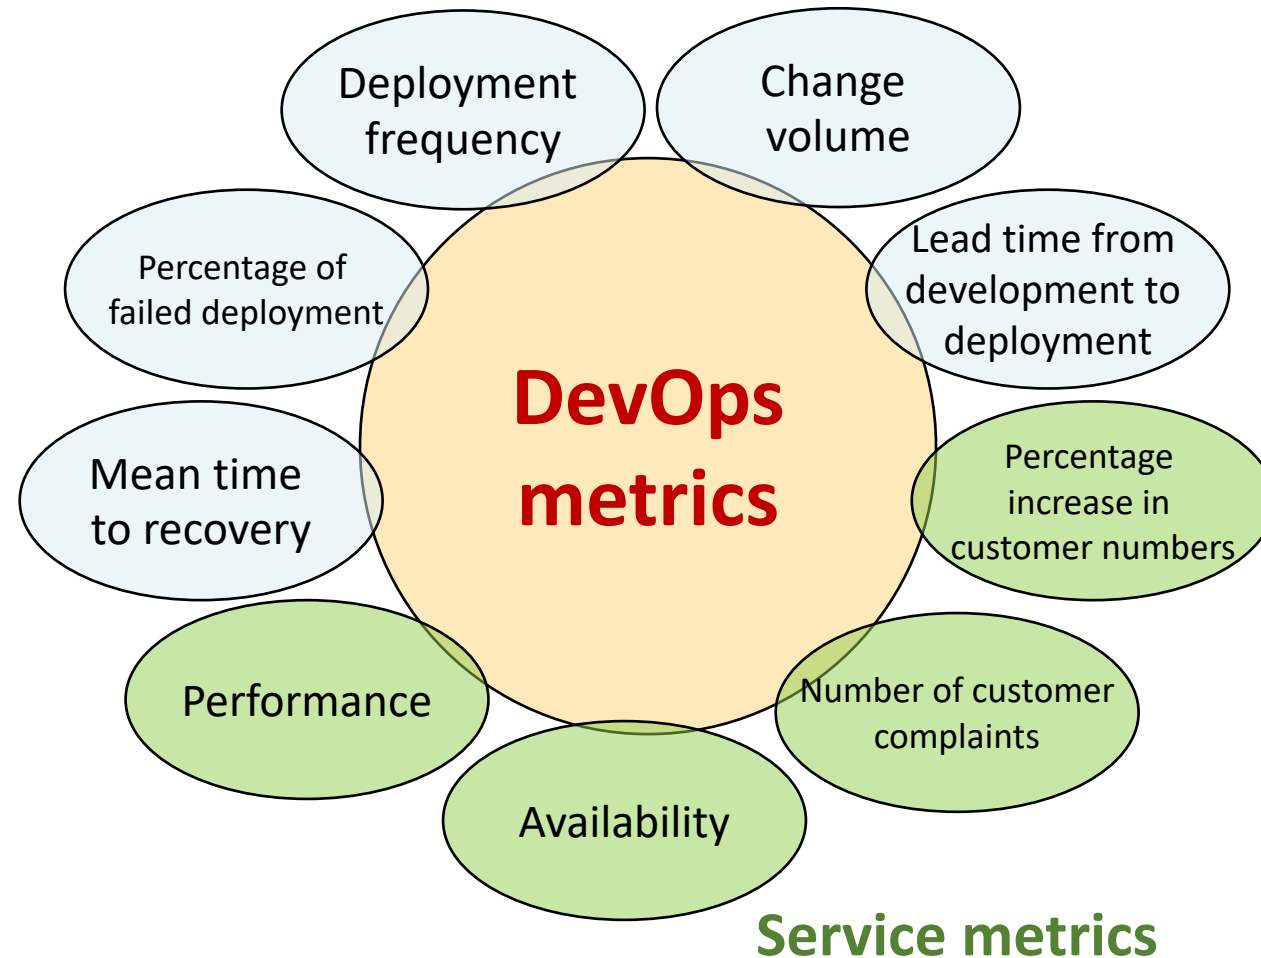 Deployment
frequency
Change
volume
Percentage of
failed deployment
Lead time from
development to
deployment
DevOps
metrics
Mean time
to recovery
Percentage
increase in
customer numbers
Performance
Number of customer
complaints
Availability
Service metrics